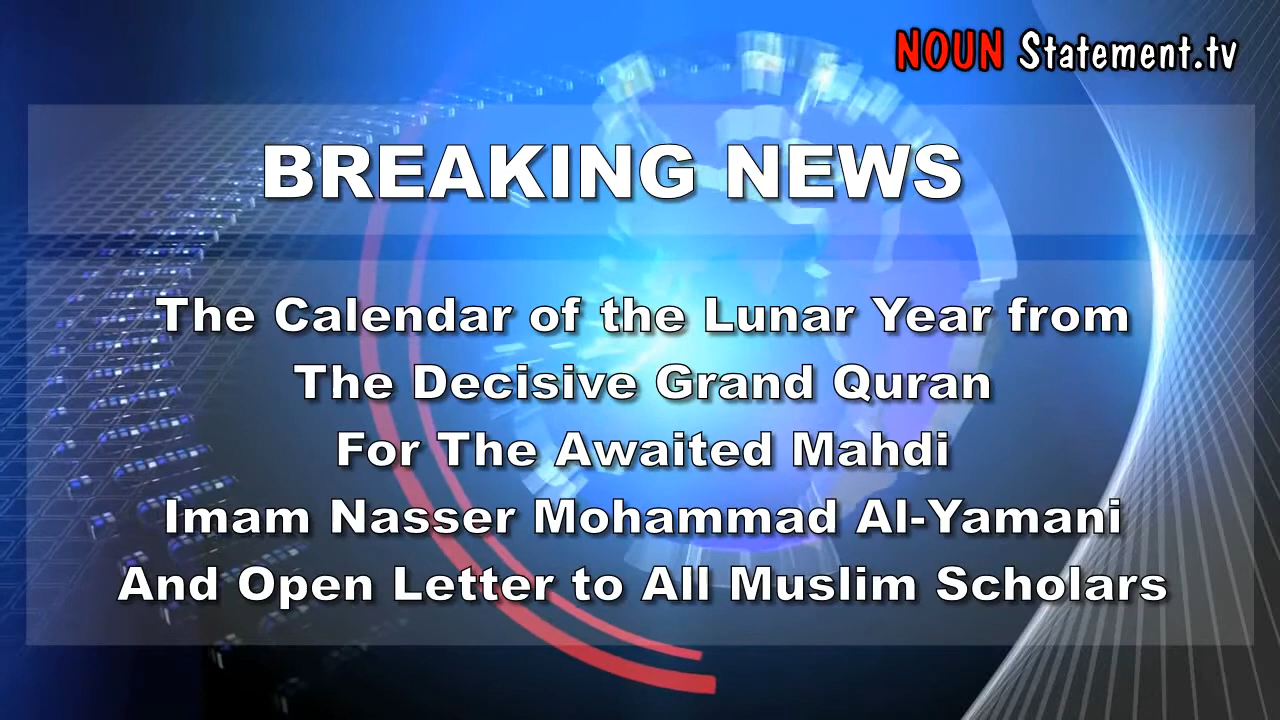 NOUN Statement.tv
BREAKING NEWS
The Calendar of the Lunar Year from
The Decisive Grand Quran
For The Awaited Mahdi
Imam Nasser Mohammad Al-Yamani
And Open Letter to All Muslim Scholars